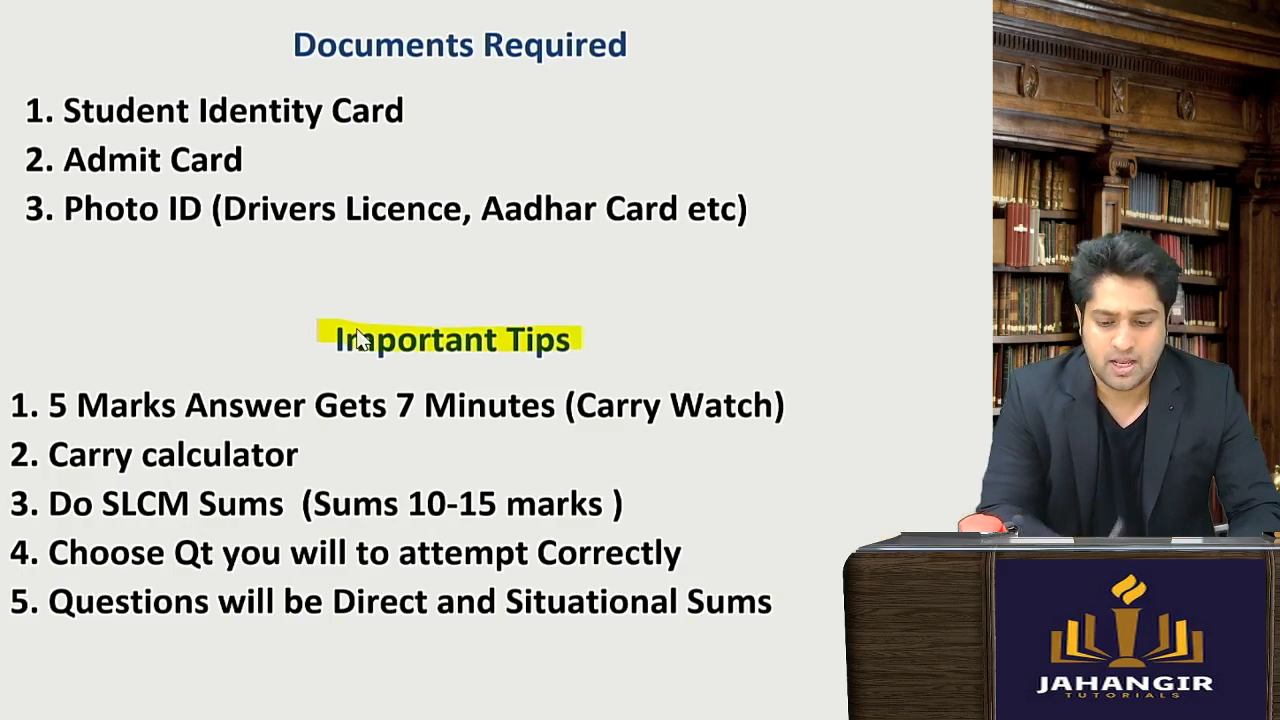 Documents Required
1. Student Identity Card
2. Admit Card
3. Photo ID (Drivers Licence, Aadhar Card etc)
Important Tips
1. 5 Marks Answer Gets 7 Minutes (Carry Watch)
2. Carry calculator
3. Do SLCM Sums  (Sums 10-15 marks )
4. Choose Qt you will to attempt Correctly
5. Questions will be Direct and Situational Sums
JAHANGIR
TUTORIALS